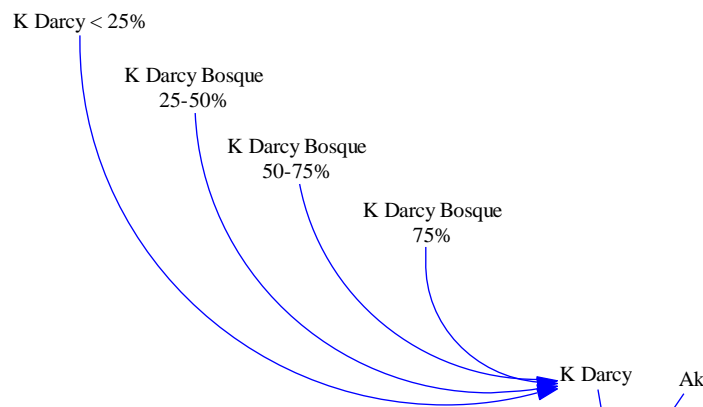 K Darcy < 25%
K Darcy Bosque
25-50%
K Darcy Bosque
50-75%
K Darcy Bosque
75%
K Darcy
Ak